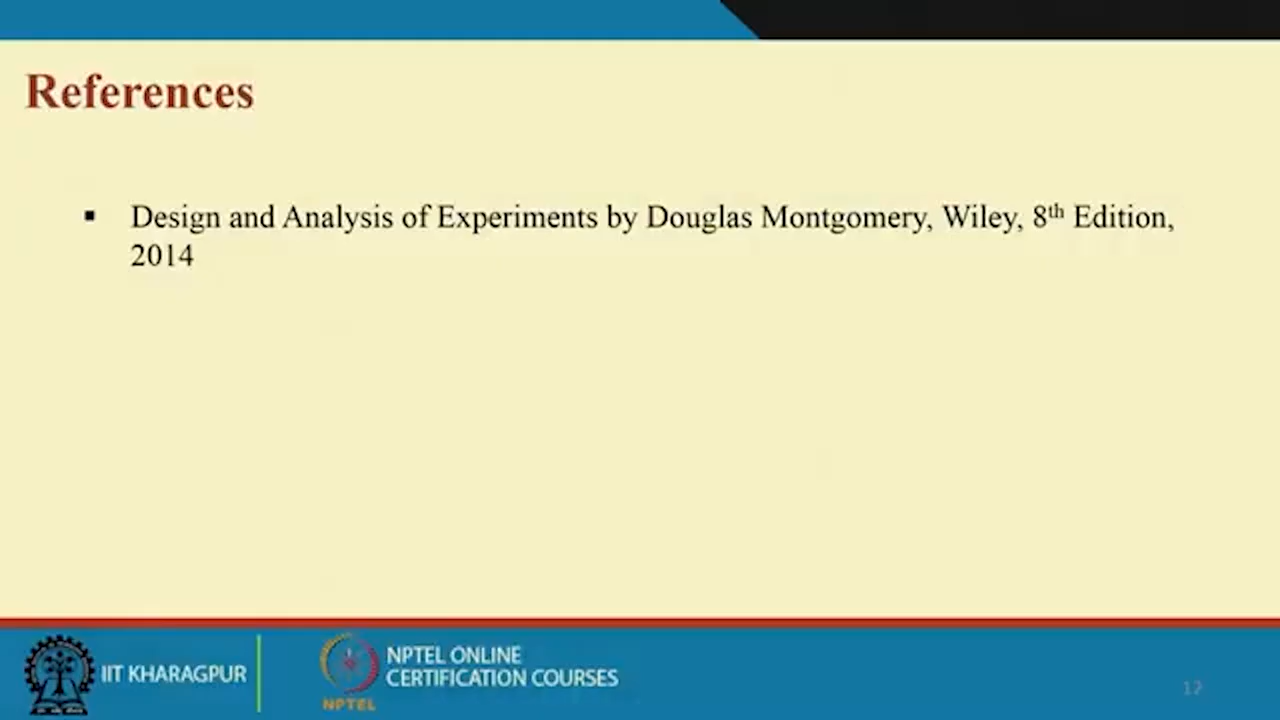 References
▪ Design and Analysis of Experiments by Douglas Montgomery, Wiley, 8th Edition,
2014
IIT KHARAGPUR
NPTEL ONLINE
CERTIFICATION COURSES
NPTEL
12